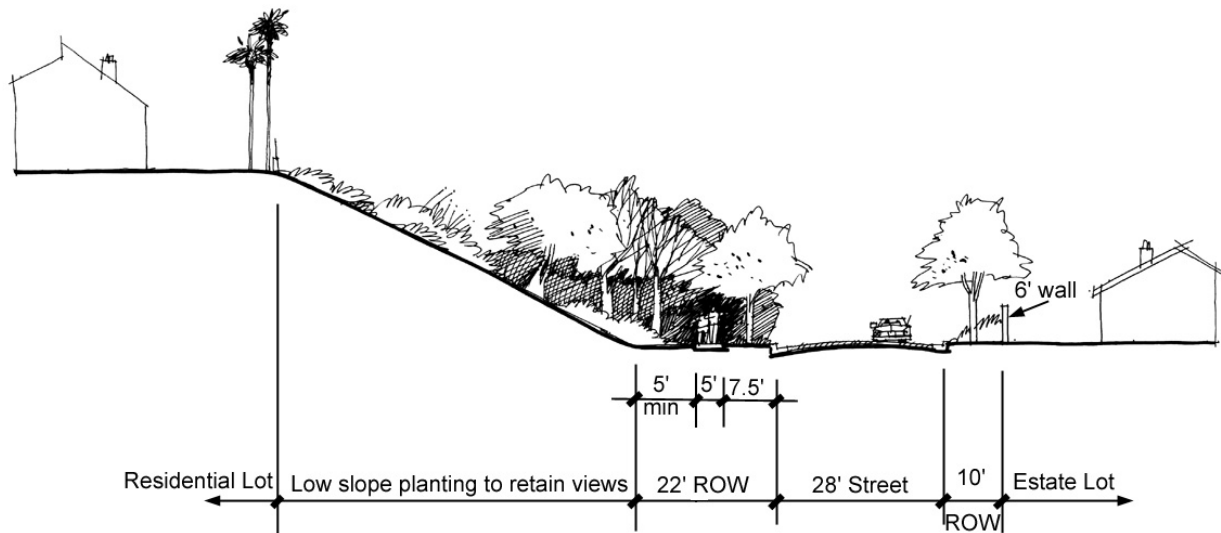 6' wall
5'
min
5'
7.5'
Residential Lot
Low slope planting to retain views
22' ROW
28' Street
10'
ROW
Estate Lot